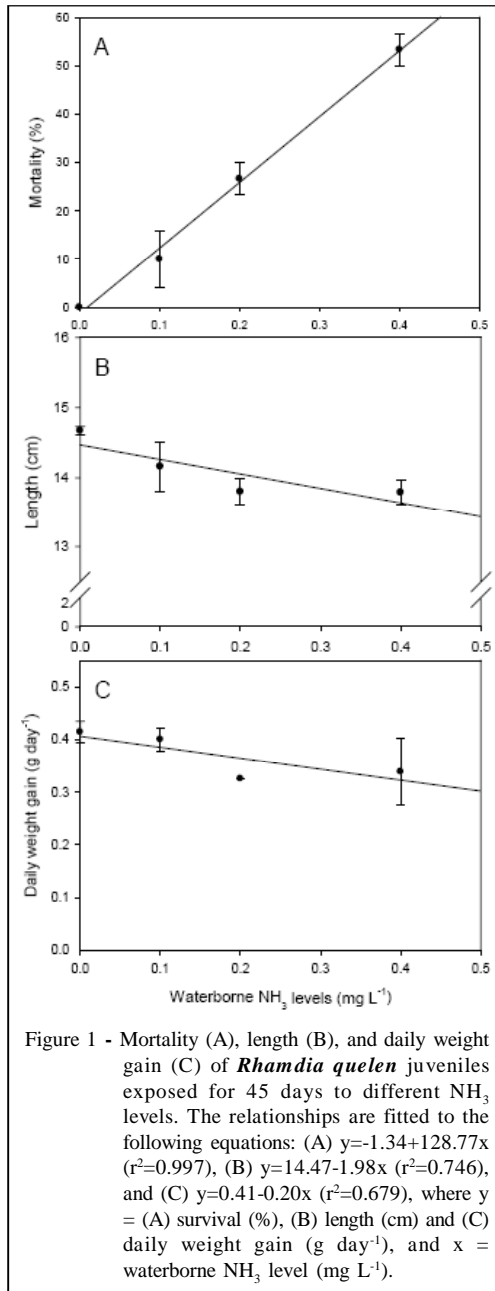 A
60
50
40
30
20
10
0
Mortality (%)
0.0 0.1 0.2 0.3 0.4 0.5
B
16
15
14
13
2
0
Length (cm)
0.0 0.1 0.2 0.3 0.4 0.5
C
0.5
0.4
0.3
0.2
0.1
0.0
Daily weight gain (g day⁻¹)
0.0 0.1 0.2 0.3 0.4 0.5
Waterborne NH₃ levels (mg L⁻¹)
Figure 1 - Mortality (A), length (B), and daily weight
gain (C) of Rhamdia quelen juveniles
exposed for 45 days to different NH₃
levels. The relationships are fitted to the
following equations: (A) y=-1.34+128.77x
(r²=0.997), (B) y=14.47-1.98x (r²=0.746),
and (C) y=0.41-0.20x (r²=0.679), where y
= (A) survival (%), (B) length (cm) and (C)
daily weight gain (g day⁻¹), and x =
waterborne NH₃ level (mg L⁻¹).